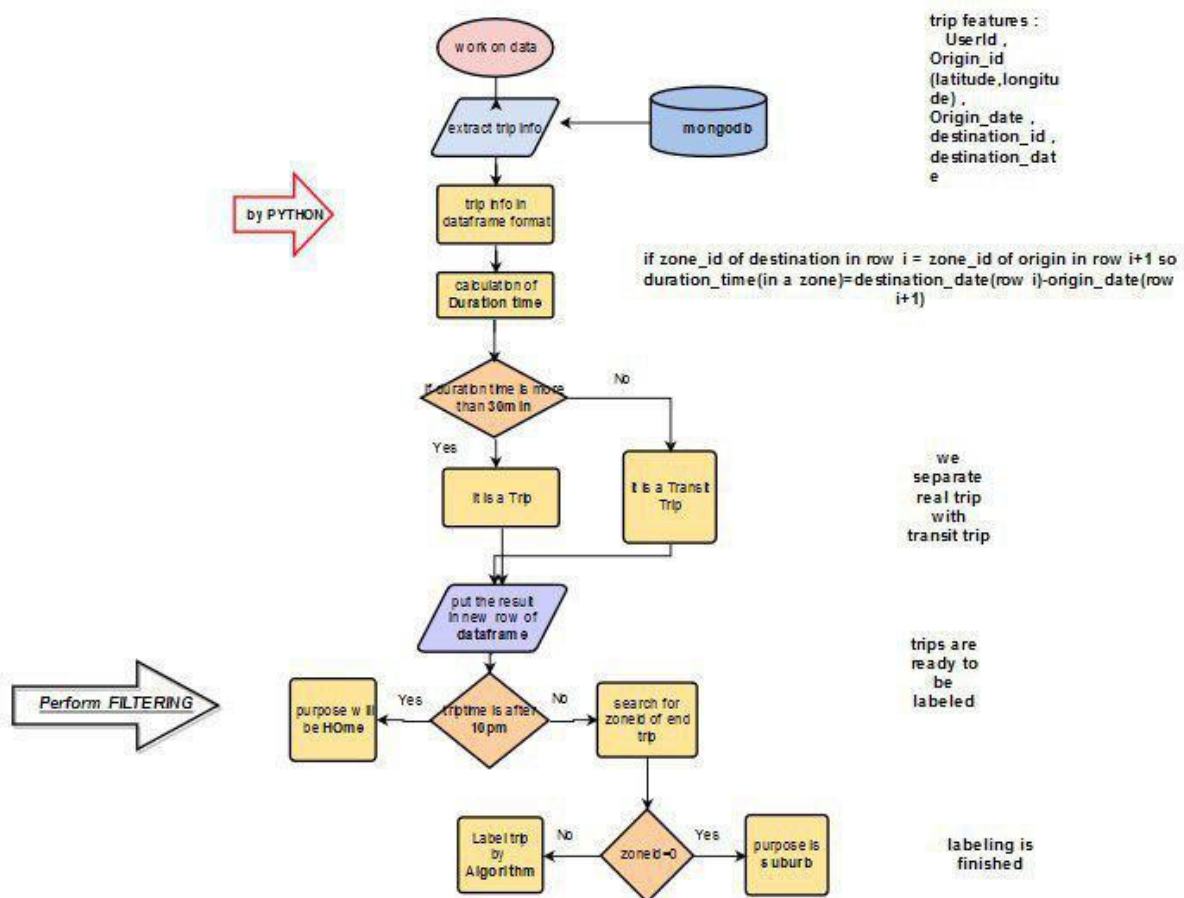 work on data
extract trip info
mongodb
trip features :
UserId ,
Origin_id
(latitude,longitu
de) ,
Origin_date ,
destination_id ,
destination_dat
e
by PYTHON
trip info in
dataframe format
calculation of
Duration time
if zone_id of destination in row i = zone_id of origin in row i+1 so
duration_time(in a zone)=destination_date(row i)-origin_date(row
i+1)
if duration time is more
than 30min
No
Yes
It is a Trip
It is a Transit
Trip
we
separate
real trip
with
transit trip
put the result
in new row of
dataframe
trips are
ready to
be
labeled
Perform FILTERING
purpose will
be HOme
Yes
triptime is after
10pm
No
search for
zoneid of end
trip
Label trip
by
Algorithm
No
zoneid=0
Yes
purpose is
suburb
labeling is
finished